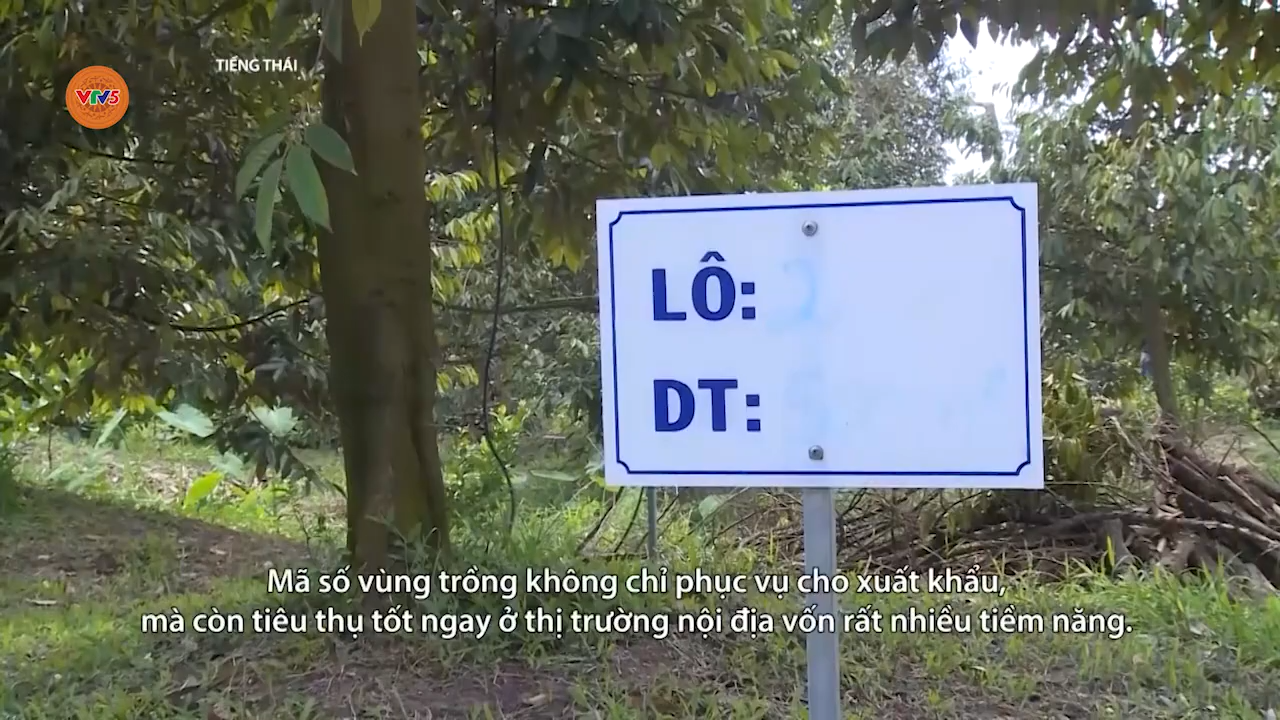 TIẾNG THÁI
VTV5
LÔ:
DT:
Mã số vùng trồng không chỉ phục vụ cho xuất khẩu,
mà còn tiêu thụ tốt ngay ở thị trường nội địa vốn rất nhiều tiềm năng.